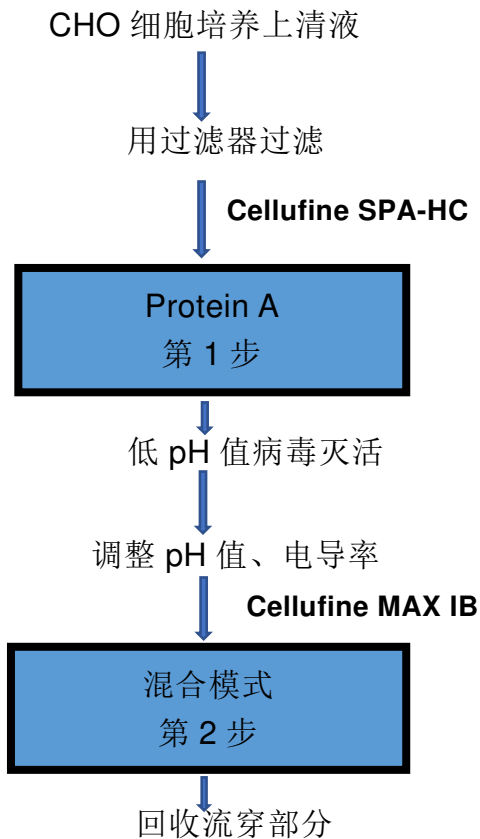 CHO 细胞培养上清液
用过滤器过滤
Cellufine SPA-HC
Protein A
第 1 步
低 pH 值病毒灭活
调整 pH 值、电导率
Cellufine MAX IB
混合模式
第 2 步
回收流穿部分